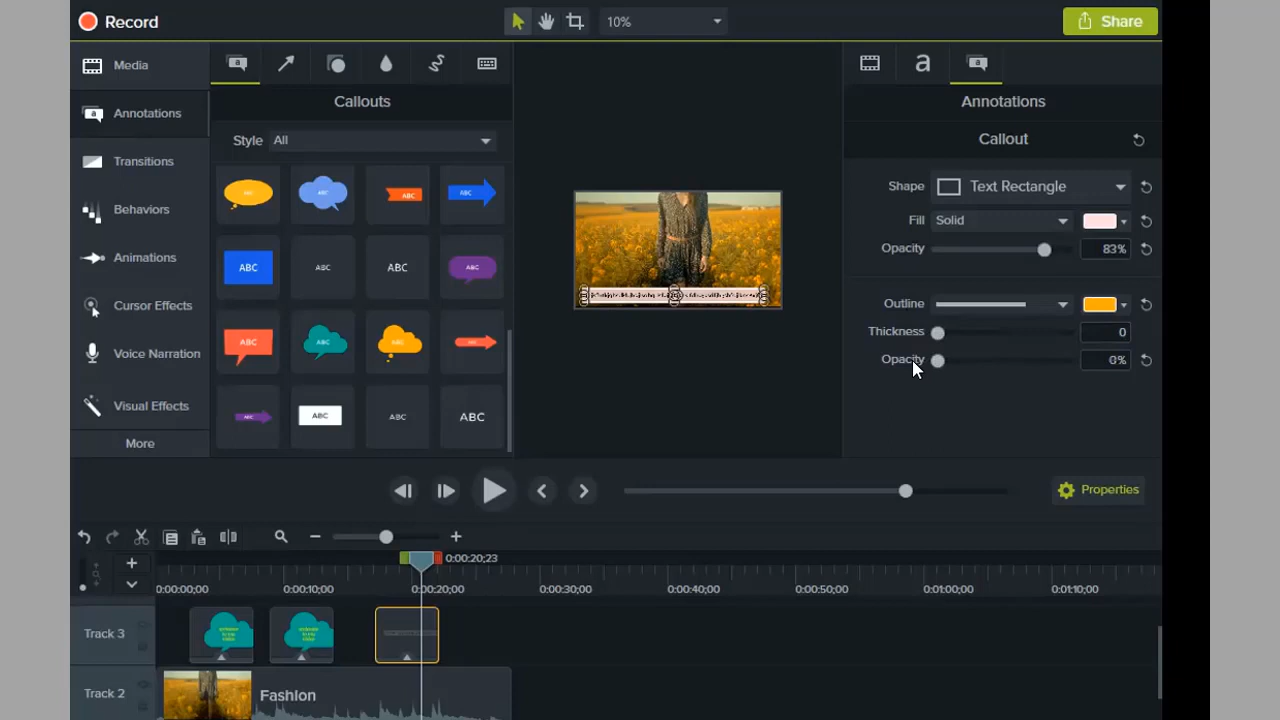 Record
10%
Share
Media
Annotations
Transitions
Behaviors
Animations
Cursor Effects
Voice Narration
Visual Effects
More
Callouts
Style All
ABC ABC ABC
ABC ABC ABC ABC
ABC ABC ABC ABC
ABC ABC ABC ABC
a
Annotations
Callout
Shape Text Rectangle
Fill Solid
Opacity 83%
Outline
Thickness 0
Opacity 0%
Properties
0:00:20;23
0:00:00;00 0:00:10;00 0:00:20;00 0:00:30;00 0:00:40;00 0:00:50;00 0:01:00;00 0:01:10;00
Track 3
Track 2
Fashion